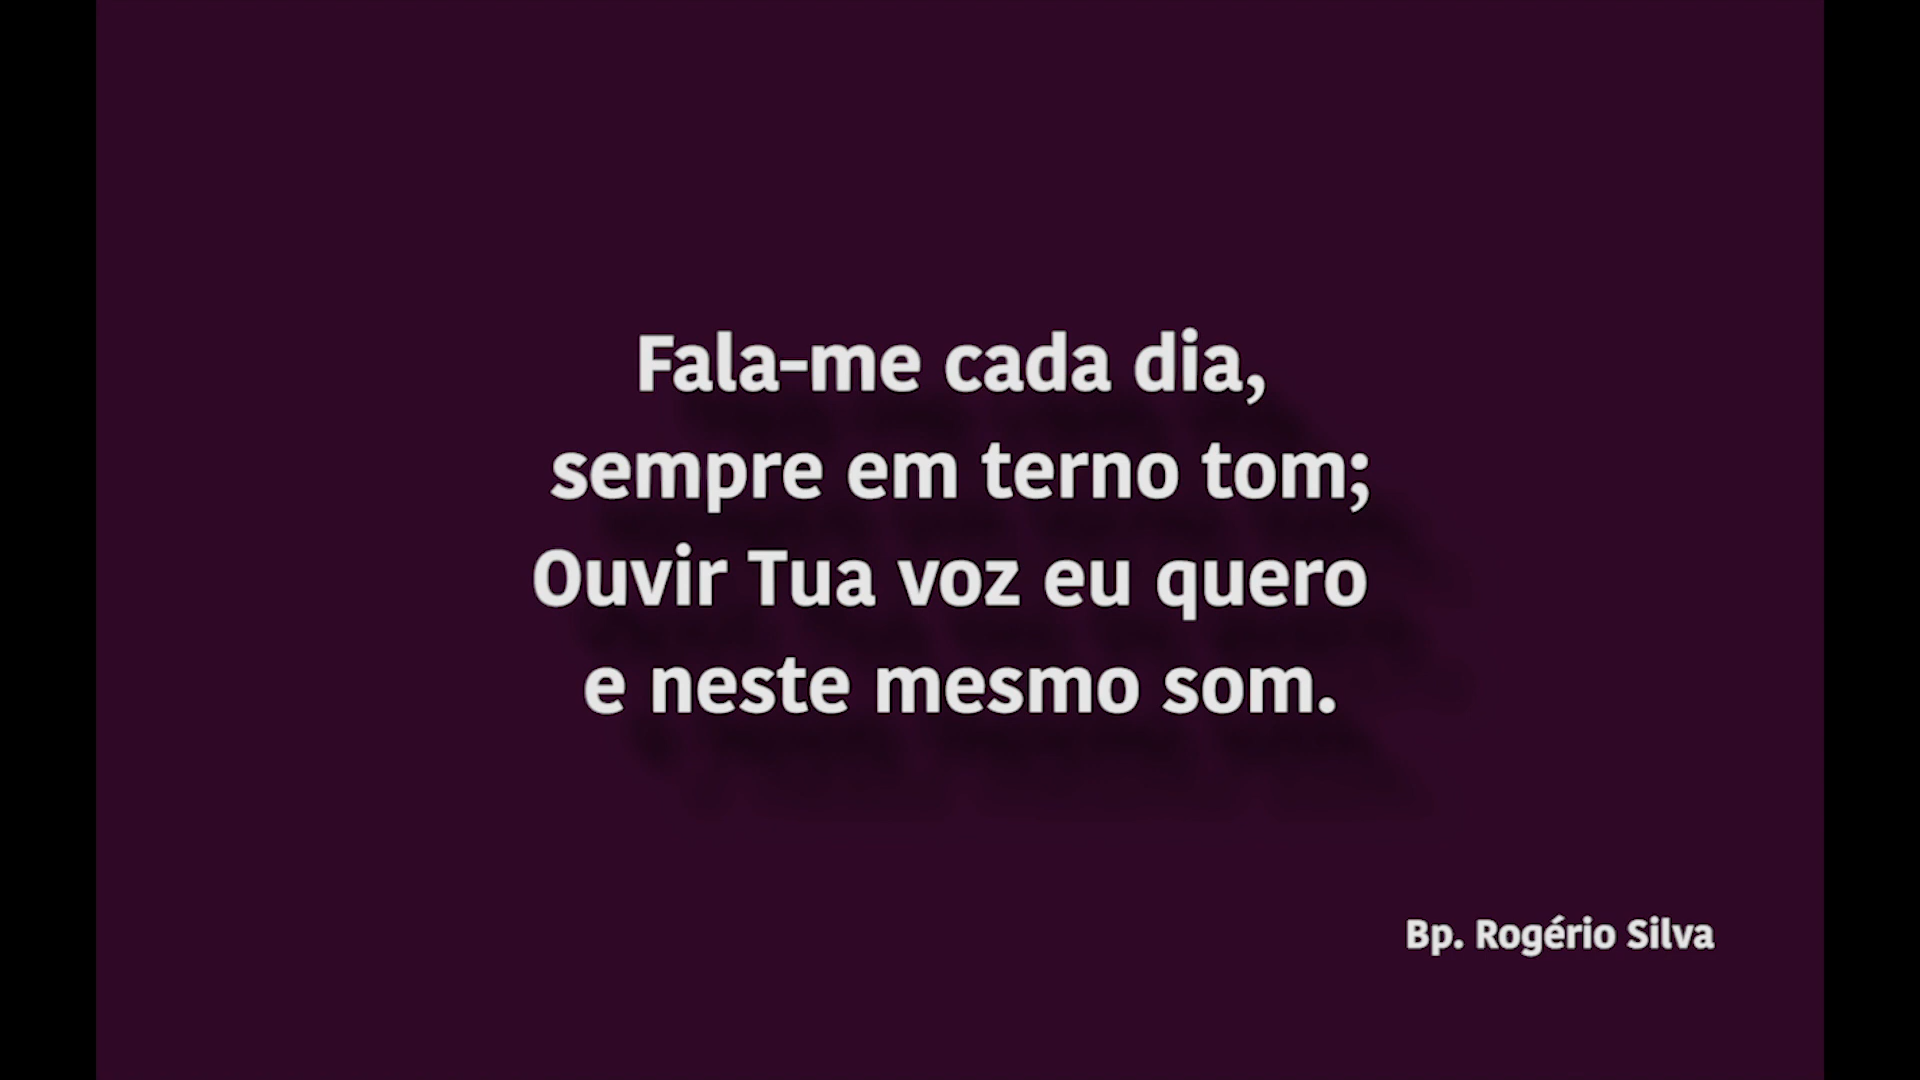 Fala-me cada dia,
sempre em terno tom;
Ouvir Tua voz eu quero
e neste mesmo som.
Bp. Rogério Silva